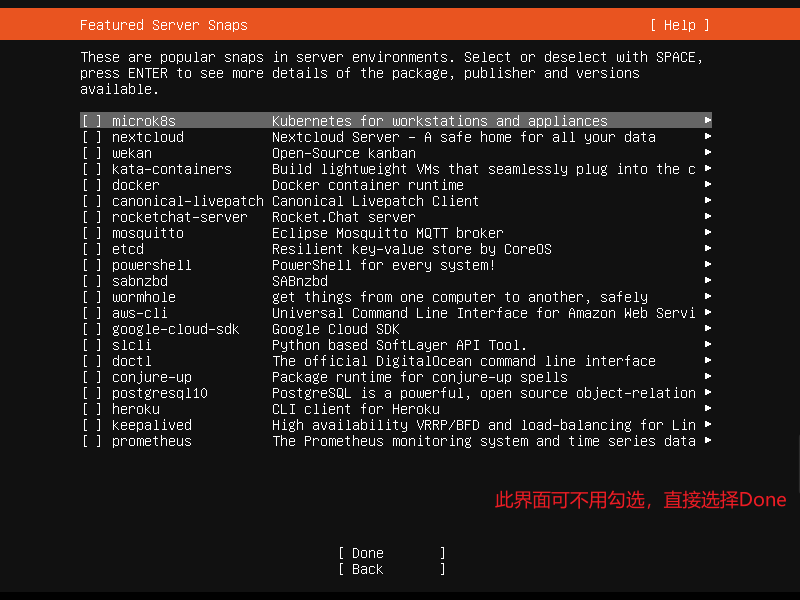 Featured Server Snaps [ Help ]
These are popular snaps in server environments. Select or deselect with SPACE,
press ENTER to see more details of the package, publisher and versions
available.
[ ] microk8s Kubernetes for workstations and appliances ▸
[ ] nextcloud Nextcloud Server - A safe home for all your data ▸
[ ] wekan Open-Source kanban ▸
[ ] kata-containers Build lightweight VMs that seamlessly plug into the c ▸
[ ] docker Docker container runtime ▸
[ ] canonical-livepatch Canonical Livepatch Client ▸
[ ] rocketchat-server Rocket.Chat server ▸
[ ] mosquitto Eclipse Mosquitto MQTT broker ▸
[ ] etcd Resilient key-value store by CoreOS ▸
[ ] powershell PowerShell for every system! ▸
[ ] sabnzbd SABnzbd ▸
[ ] wormhole get things from one computer to another, safely ▸
[ ] aws-cli Universal Command Line Interface for Amazon Web Servi ▸
[ ] google-cloud-sdk Google Cloud SDK ▸
[ ] slcli Python based SoftLayer API Tool. ▸
[ ] doctl The official DigitalOcean command line interface ▸
[ ] conjure-up Package runtime for conjure-up spells ▸
[ ] postgresql10 PostgreSQL is a powerful, open source object-relation ▸
[ ] heroku CLI client for Heroku ▸
[ ] keepalived High availability VRRP/BFD and load-balancing for Lin ▸
[ ] prometheus The Prometheus monitoring system and time series data ▸
此界面可不用勾选，直接选择Done
[ Done ]
[ Back ]